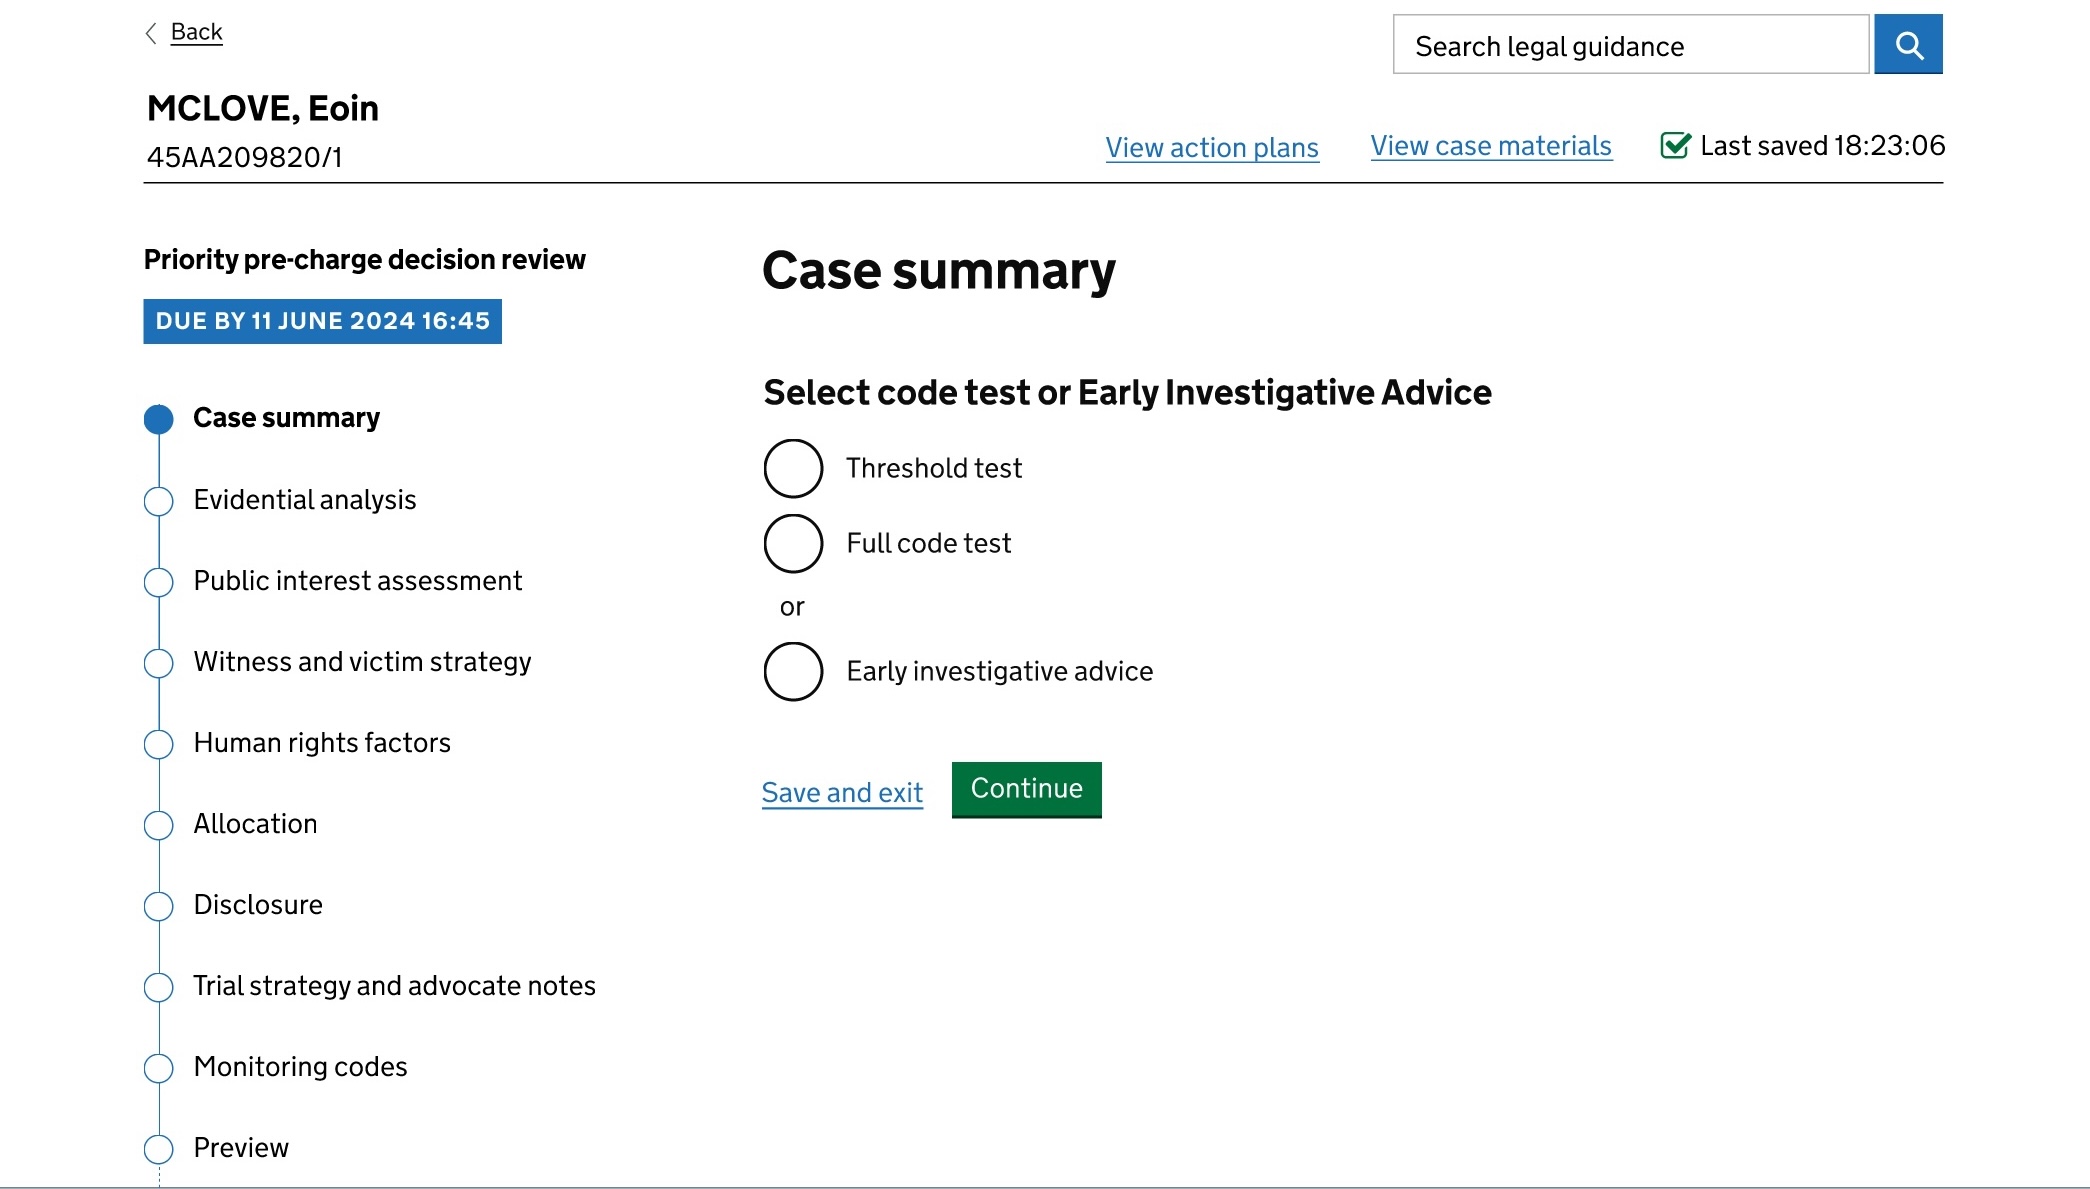 Back
Search legal guidance
MCLOVE, Eoin
45AA209820/1
View action plans
View case materials
Last saved 18:23:06
Priority pre-charge decision review
DUE BY 11 JUNE 2024 16:45
Case summary
Evidential analysis
Public interest assessment
Witness and victim strategy
Human rights factors
Allocation
Disclosure
Trial strategy and advocate notes
Monitoring codes
Preview
Case summary
Select code test or Early Investigative Advice
Threshold test
Full code test
or
Early investigative advice
Save and exit
Continue